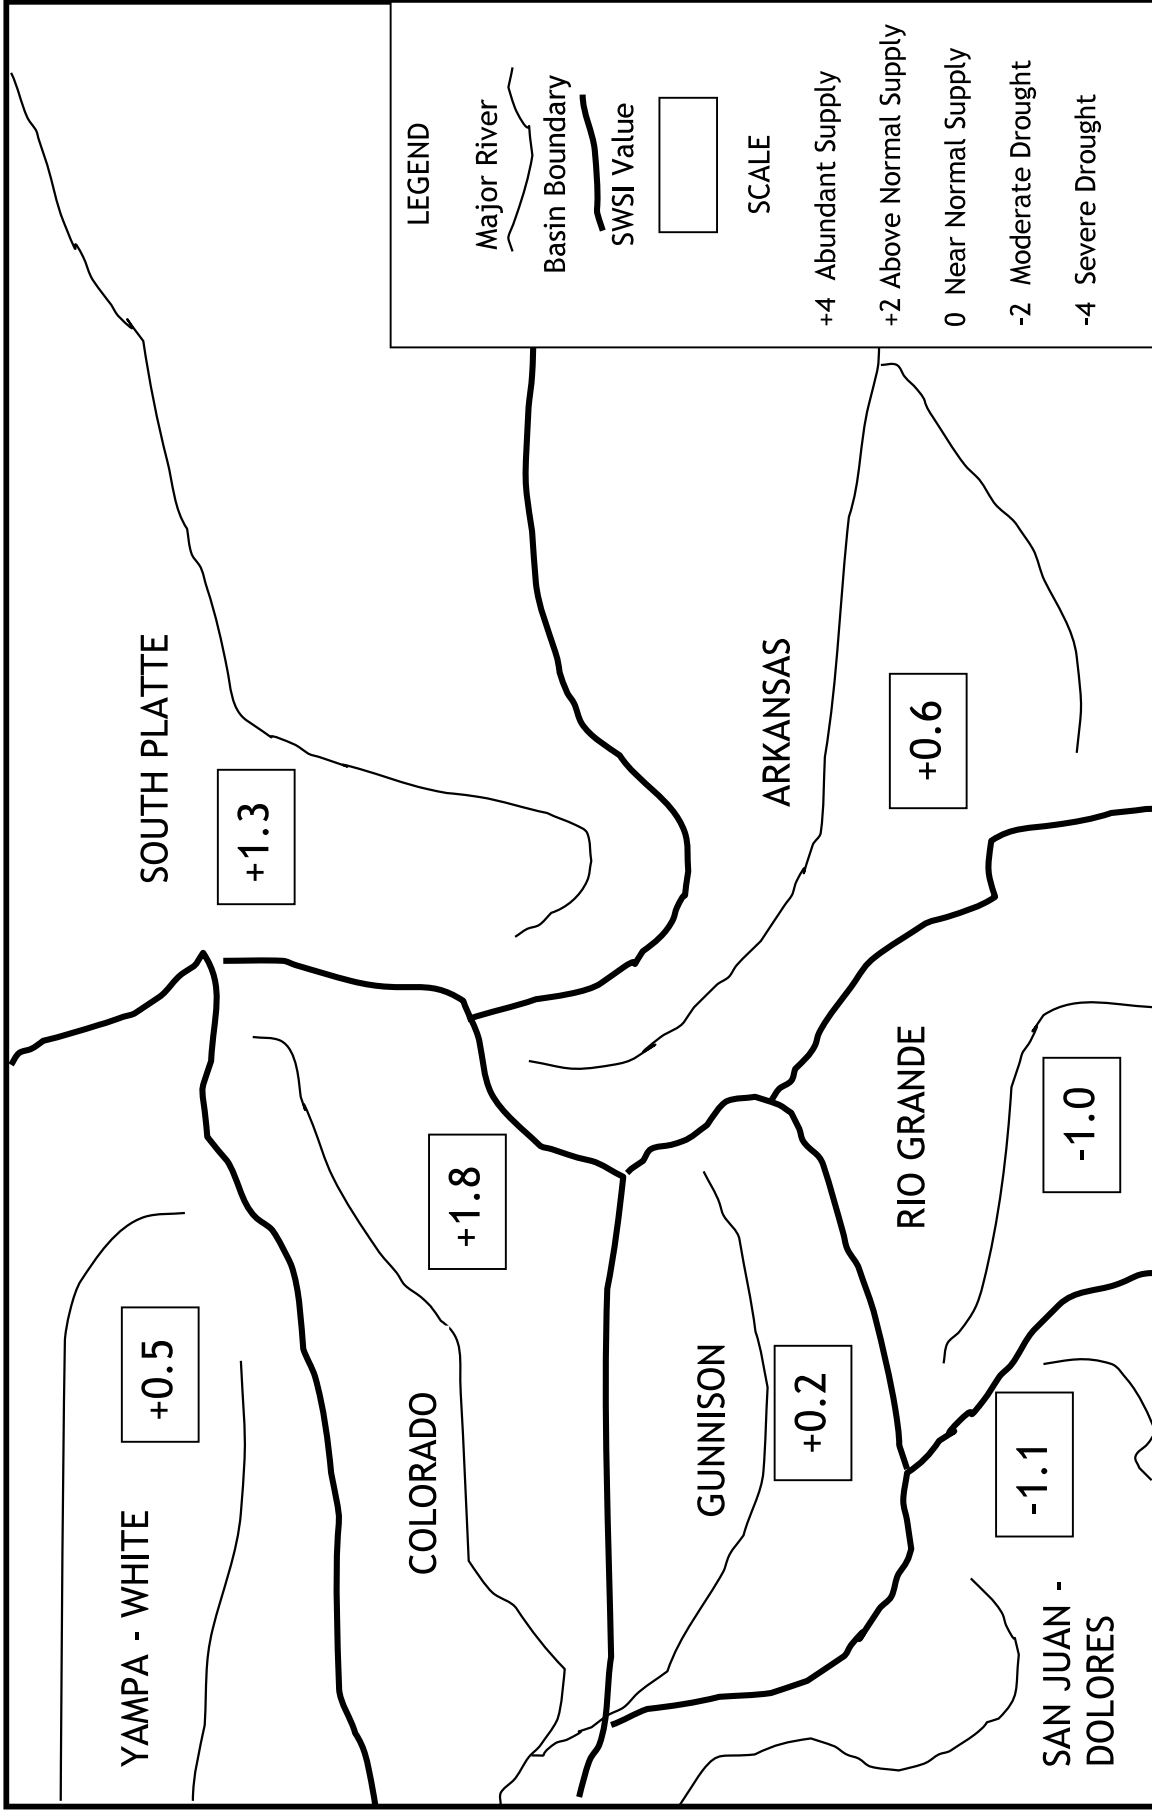 YAMPA - WHITE
+0.5
SOUTH PLATTE
+1.3
COLORADO
+1.8
GUNNISON
+0.2
ARKANSAS
+0.6
RIO GRANDE
-1.0
SAN JUAN -
DOLORES
-1.1
LEGEND
Major River
Basin Boundary
SWSI Value
SCALE
+4 Abundant Supply
+2 Above Normal Supply
0 Near Normal Supply
-2 Moderate Drought
-4 Severe Drought